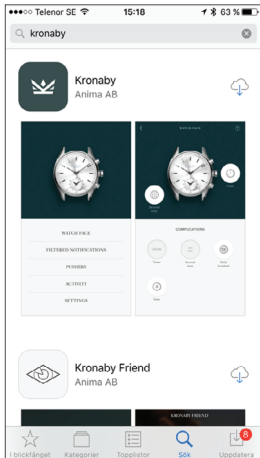 Telenor SE 15:18 63 %
kronaby
Kronaby
Anima AB
WATCH FACE
WATCH FACE
FILTERED NOTIFICATIONS
PUSHERS
ACTIVITY
SETTINGS
COMPLICATIONS
Kronaby Friend
Anima AB
KRONABY FRIEND
8
I blickfånget Kategorier Topplistor Sök Uppdatera